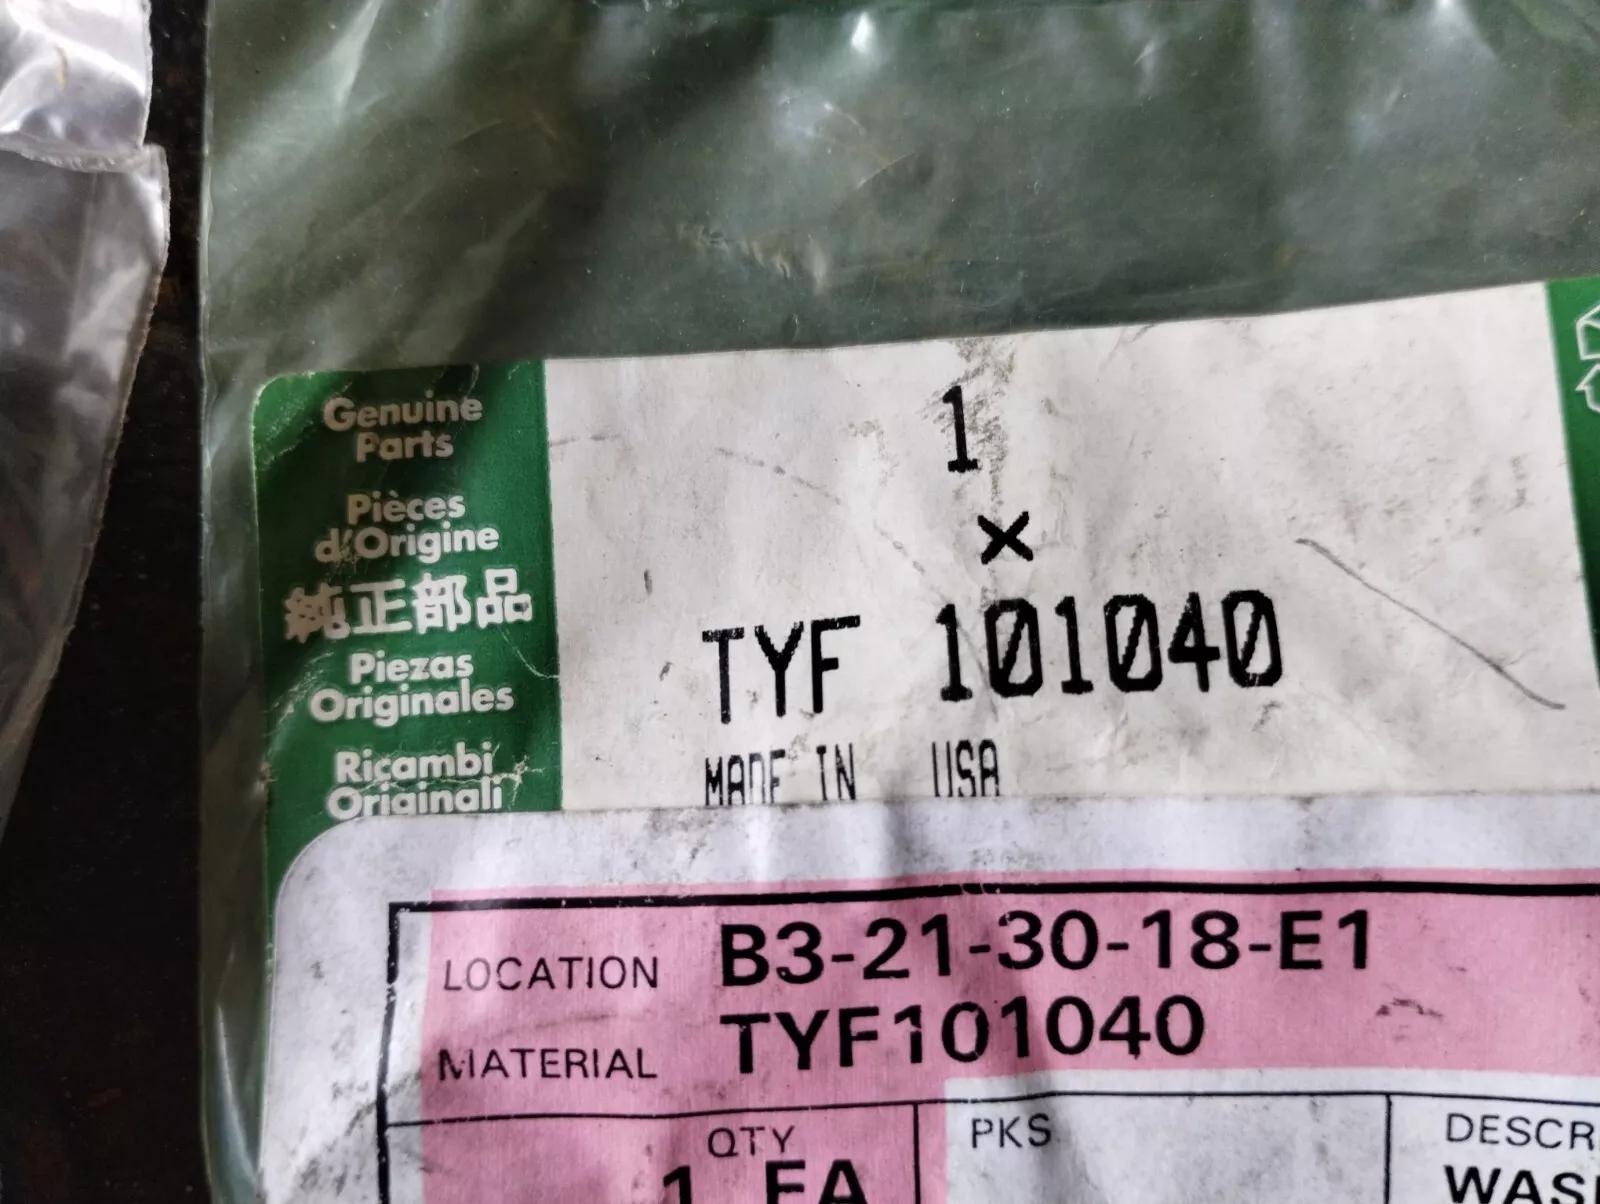 Genuine
Parts
Pièces
d'Origine
純正部品
Piezas
Originales
Ricambi
Originali
1
×
TYF 101040
MADE IN USA
LOCATION B3-21-30-18-E1
MATERIAL TYF101040
QTY
1 EA
PKS
DESCR
WAS